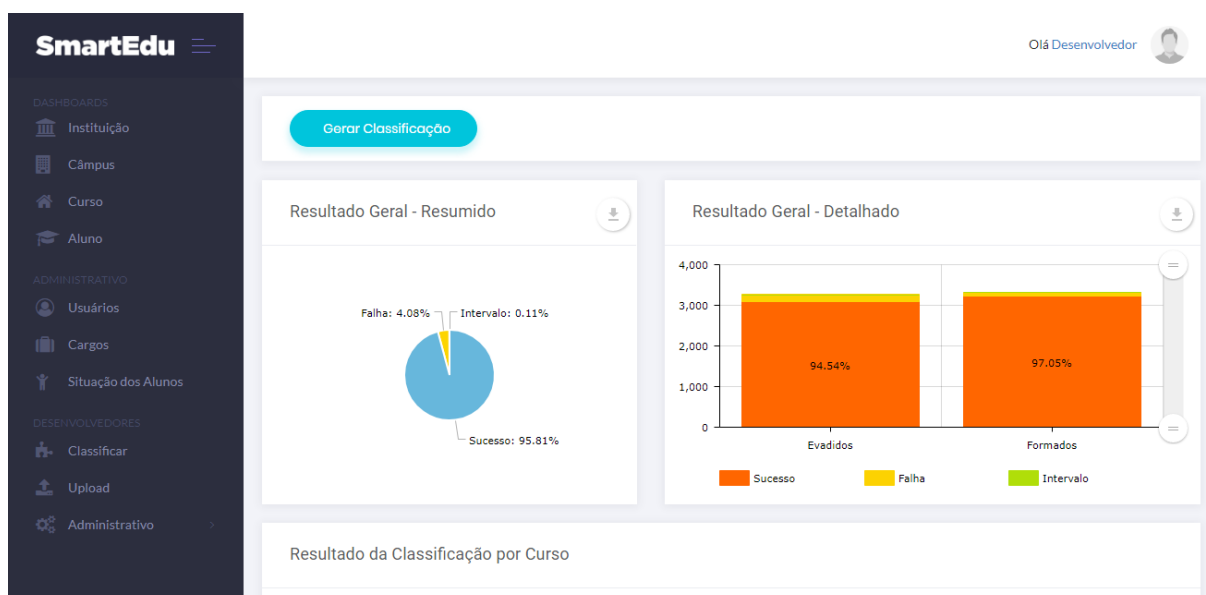 SmartEdu
Olá Desenvolvedor
DASHBOARDS
Instituição
Câmpus
Curso
Aluno
ADMINISTRATIVO
Usuários
Cargos
Situação dos Alunos
DESENVOLVEDORES
Classificar
Upload
Administrativo
Gerar Classificação
Resultado Geral - Resumido
Falha: 4.08%
Intervalo: 0.11%
Sucesso: 95.81%
Resultado Geral - Detalhado
4,000
3,000
2,000
1,000
0
94.54%
97.05%
Evadidos
Formados
Sucesso
Falha
Intervalo
Resultado da Classificação por Curso